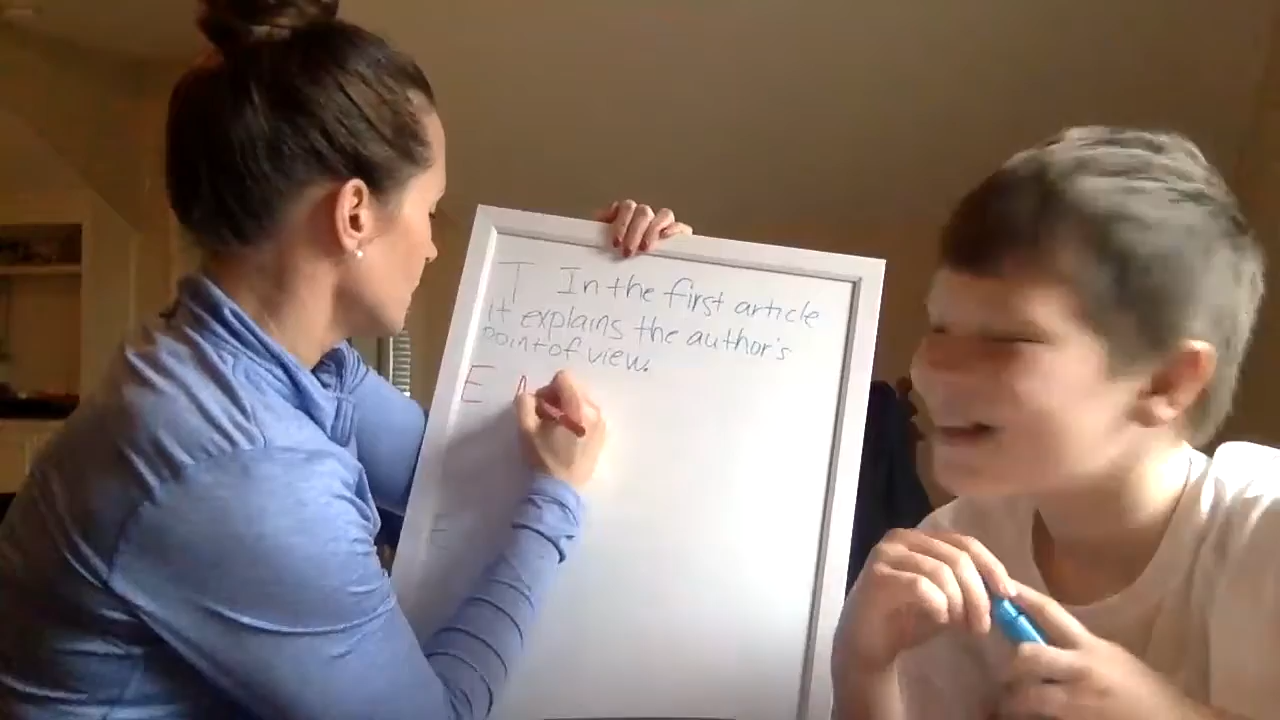 T In the first article
it explains the author's
point of view.
E A